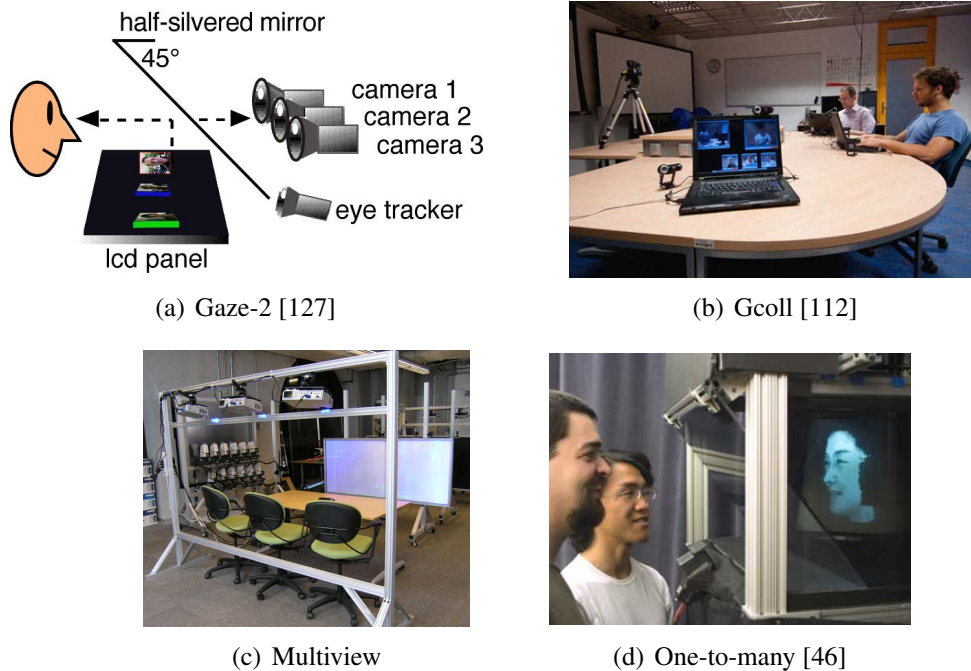 half-silvered mirror
45°
camera 1
camera 2
camera 3
eye tracker
lcd panel
(a) Gaze-2 [127]
(b) Gcoll [112]
(c) Multiview
(d) One-to-many [46]